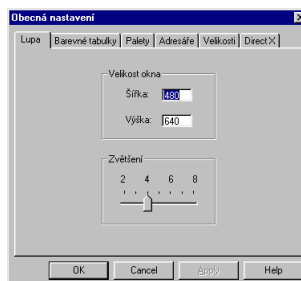 Obecná nastavení
Lupa Barevné tabulky Palety Adresáře Velikosti Direct X
Velikost okna
Šířka: 480
Výška: 640
Zvětšení
2 4 6 8
OK Cancel Apply Help